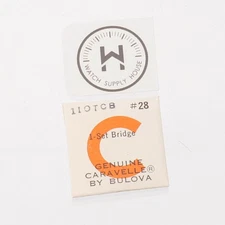 WATCH SUPPLY HOUSE
11OTCB #28
1-Set Bridge
GENUINE
CARAVELLE®
BY BULOVA